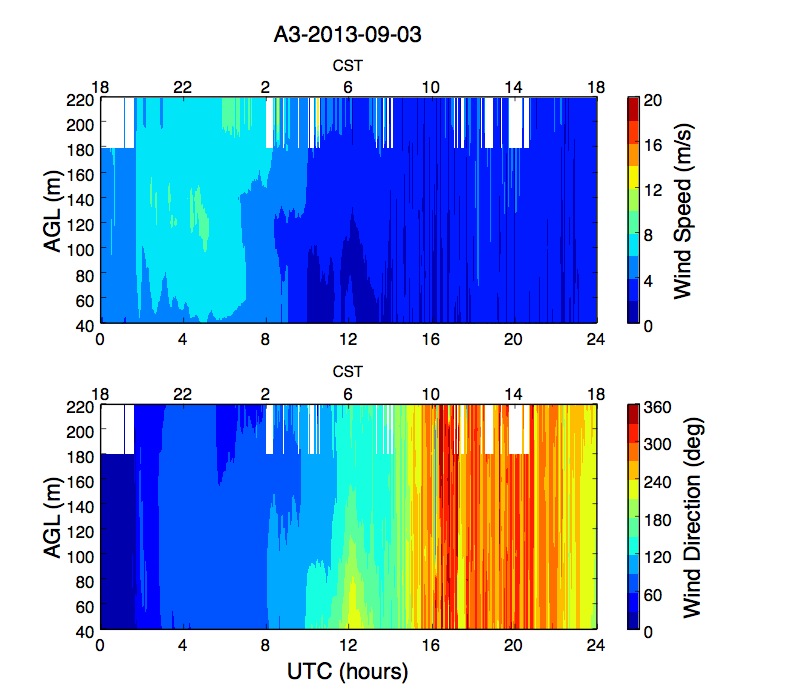 A3-2013-09-03
CST
18 22 2 6 10 14 18
220
200
180
160
140
120
100
80
60
40
AGL (m)
0 4 8 12 16 20 24
20
16
12
8
4
0
Wind Speed (m/s)
CST
18 22 2 6 10 14 18
220
200
180
160
140
120
100
80
60
40
AGL (m)
0 4 8 12 16 20 24
UTC (hours)
360
300
240
180
120
60
0
Wind Direction (deg)